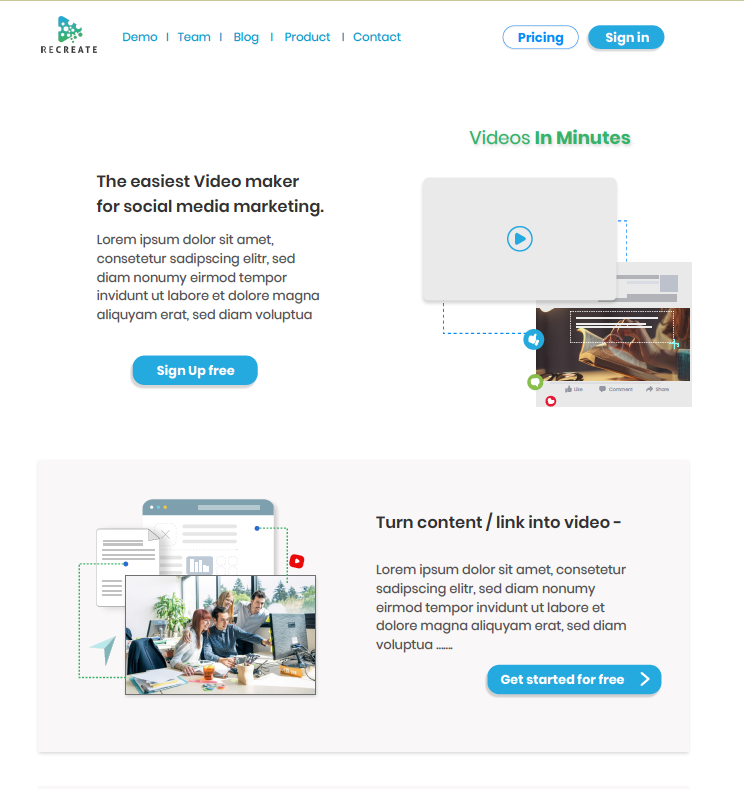 RECREATE
Demo | Team | Blog | Product | Contact
Pricing
Sign in
Videos In Minutes
The easiest Video maker
for social media marketing.
Lorem ipsum dolor sit amet,
consetetur sadipscing elitr, sed
diam nonumy eirmod tempor
invidunt ut labore et dolore magna
aliquyam erat, sed diam voluptua
Sign Up free
Like Comment Share
Turn content / link into video -
Lorem ipsum dolor sit amet, consetetur
sadipscing elitr, sed diam nonumy
eirmod tempor invidunt ut labore et
dolore magna aliquyam erat, sed diam
voluptua .......
Get started for free